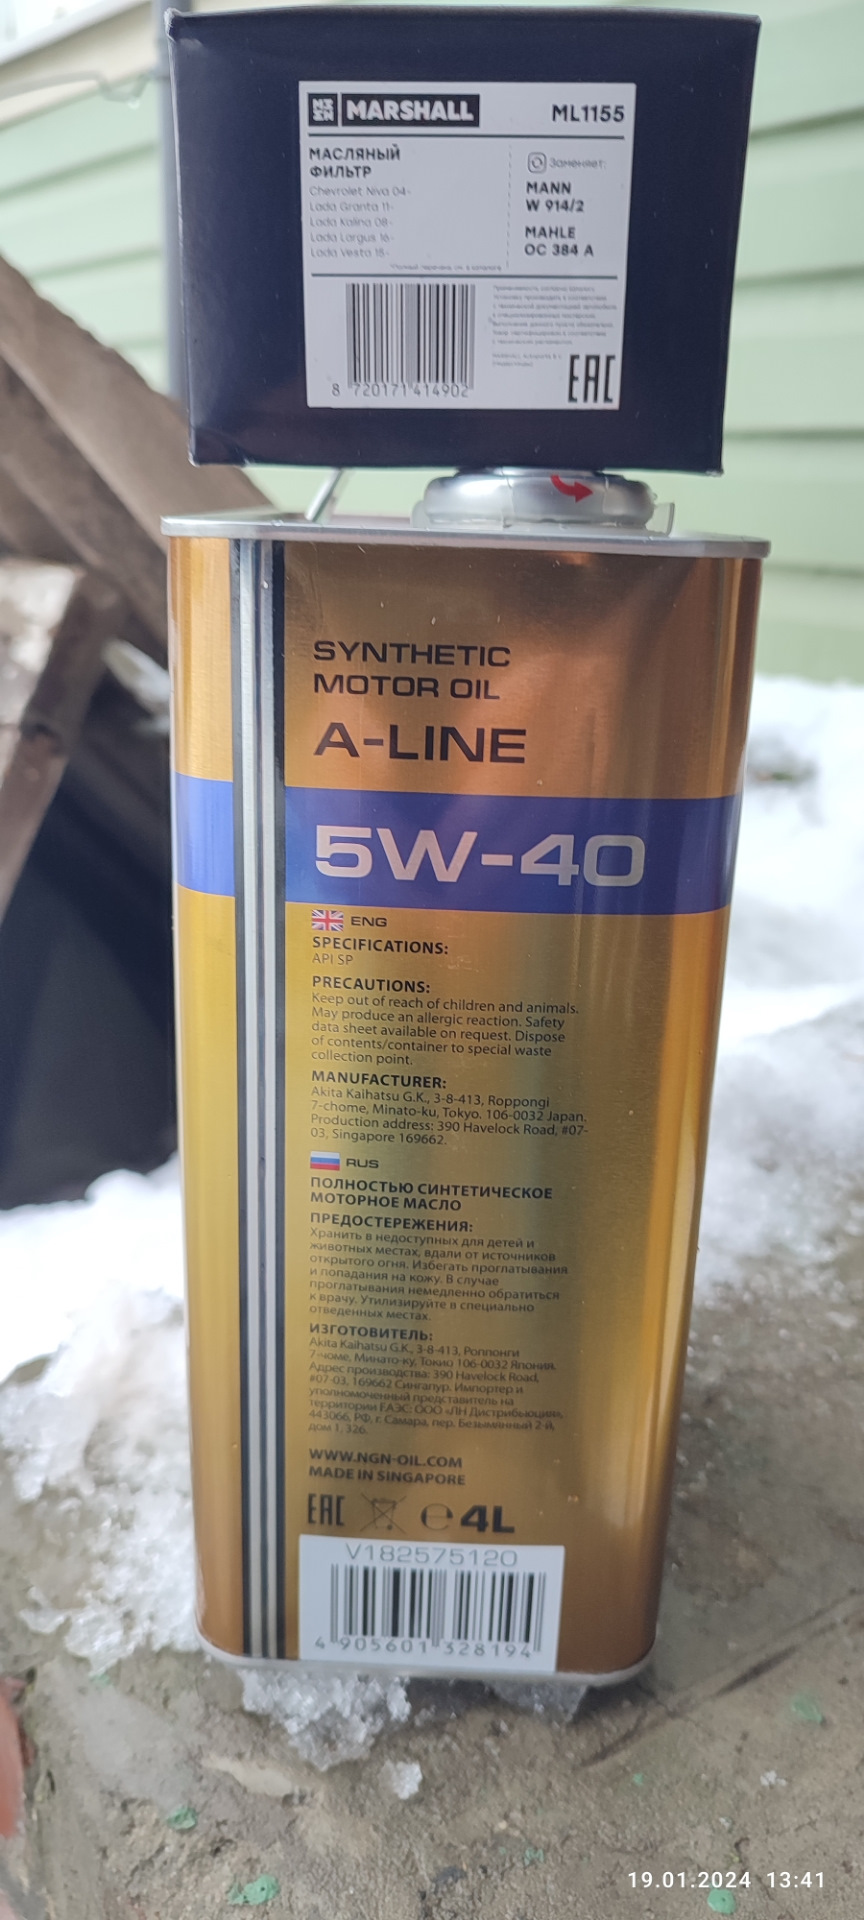 MARSHALL
ML1155
МАСЛЯНЫЙ
ФИЛЬТР
Chevrolet Niva 04-
Lada Granta 11-
Lada Kalina 08-
Lada Largus 16-
Lada Vesta 15-
Заменяет:
MANN
W 914/2
MAHLE
OC 384 A
*Полный перечень см. в каталоге
8 720171 414902
EAC
SYNTHETIC
MOTOR OIL
A-LINE
5W-40
ENG
SPECIFICATIONS:
API SP
PRECAUTIONS:
Keep out of reach of children and animals.
May produce an allergic reaction. Safety
data sheet available on request. Dispose
of contents/container to special waste
collection point.
MANUFACTURER:
Akita Kaihatsu G.K., 3-8-413, Roppongi
7-chome, Minato-ku, Tokyo. 106-0032 Japan.
Production address: 390 Havelock Road, #07-
03, Singapore 169662.
RUS
ПОЛНОСТЬЮ СИНТЕТИЧЕСКОЕ
МОТОРНОЕ МАСЛО
ПРЕДОСТЕРЕЖЕНИЯ:
Хранить в недоступных для детей и
животных местах, вдали от источников
открытого огня. Избегать проглатывания
и попадания на кожу. В случае
проглатывания немедленно обратиться
к врачу. Утилизируйте в специально
отведенных местах.
ИЗГОТОВИТЕЛЬ:
Akita Kaihatsu G.K., 3-8-413, Роппонги
7-чоме, Минато-ку, Токио 106-0032 Япония.
Адрес производства: 390 Havelock Road,
#07-03, 169662 Сингапур. Импортер и
уполномоченный представитель на
территории ЕАЭС: ООО «ЛН Дистрибьюция»,
443066, РФ, г. Самара, пер. Безымянный 2-й,
дом 1, 326.
WWW.NGN-OIL.COM
MADE IN SINGAPORE
EAC
℮ 4L
V182575120
4 905601 328194
19.01.2024 13:41